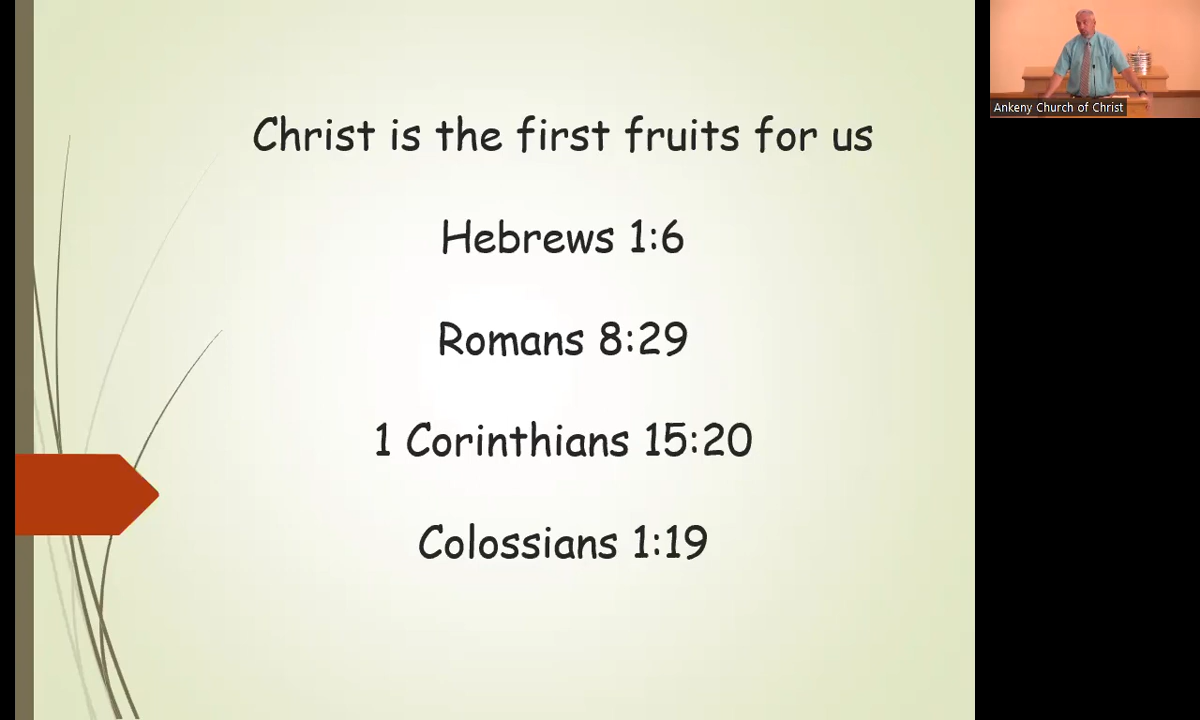 Christ is the first fruits for us
Hebrews 1:6
Romans 8:29
1 Corinthians 15:20
Colossians 1:19
Ankeny Church of Christ